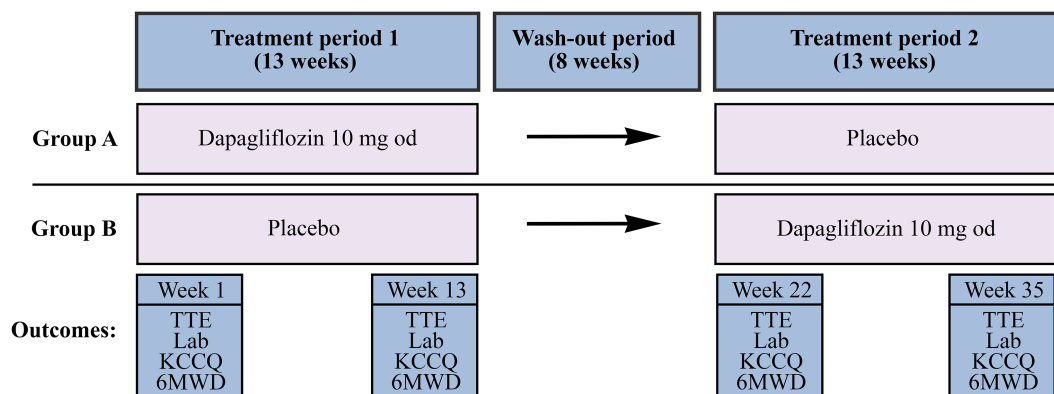 Treatment period 1
(13 weeks)
Wash-out period
(8 weeks)
Treatment period 2
(13 weeks)
Group A
Dapagliflozin 10 mg od
Placebo
Group B
Placebo
Dapagliflozin 10 mg od
Outcomes:
Week 1
TTE
Lab
KCCQ
6MWD
Week 13
TTE
Lab
KCCQ
6MWD
Week 22
TTE
Lab
KCCQ
6MWD
Week 35
TTE
Lab
KCCQ
6MWD